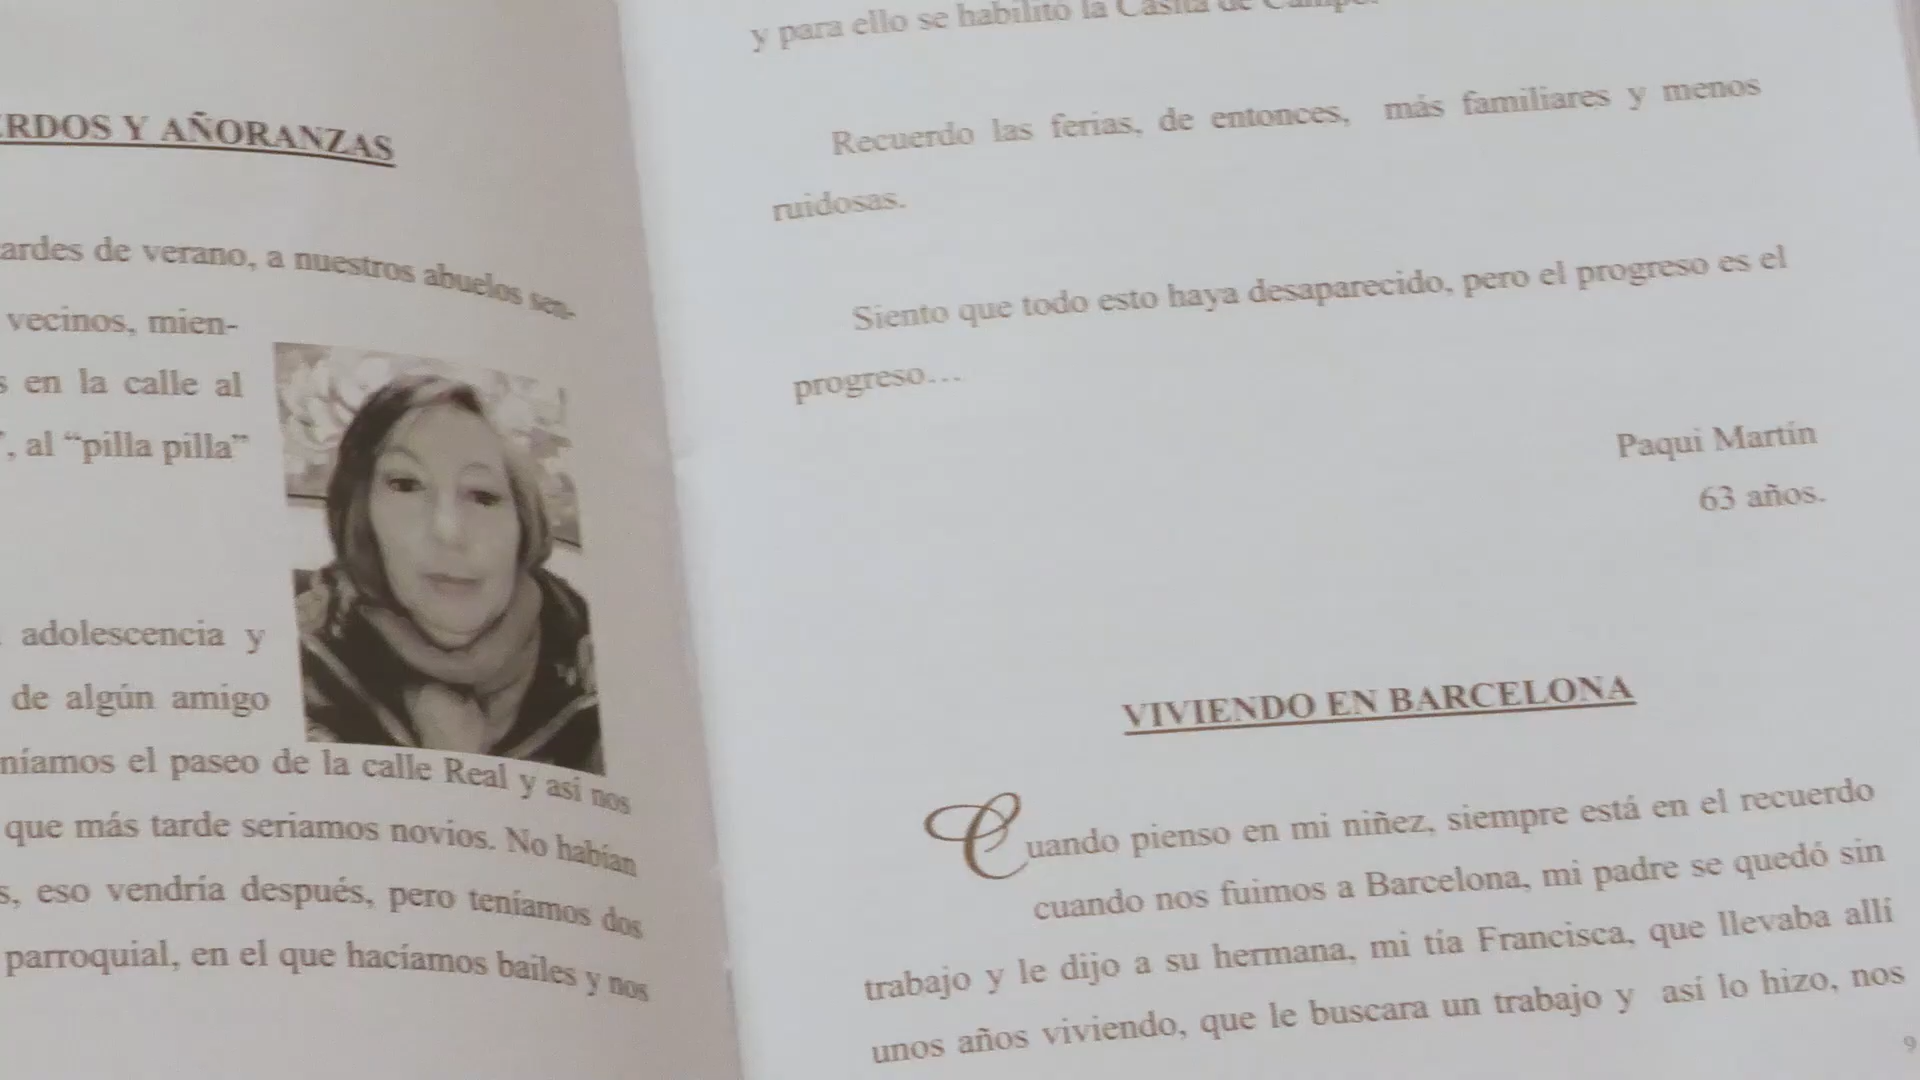 ERDOS Y AÑORANZAS
ardes de verano, a nuestros abuelos sen-
vecinos, mien-
s en la calle al
", al “pilla pilla”
adolescencia y
de algún amigo
níamos el paseo de la calle Real y así nos
que más tarde seriamos novios. No habían
s, eso vendría después, pero teníamos dos
parroquial, en el que hacíamos bailes y nos
y para ello se habilitó la Casita de
Recuerdo las ferias, de entonces, más familiares y menos
ruidosas.
Siento que todo esto haya desaparecido, pero el progreso es el
progreso…
Paqui Martín
63 años.
VIVIENDO EN BARCELONA
Cuando pienso en mi niñez, siempre está en el recuerdo
cuando nos fuimos a Barcelona, mi padre se quedó sin
trabajo y le dijo a su hermana, mi tía Francisca, que llevaba allí
unos años viviendo, que le buscara un trabajo y así lo hizo, nos
9